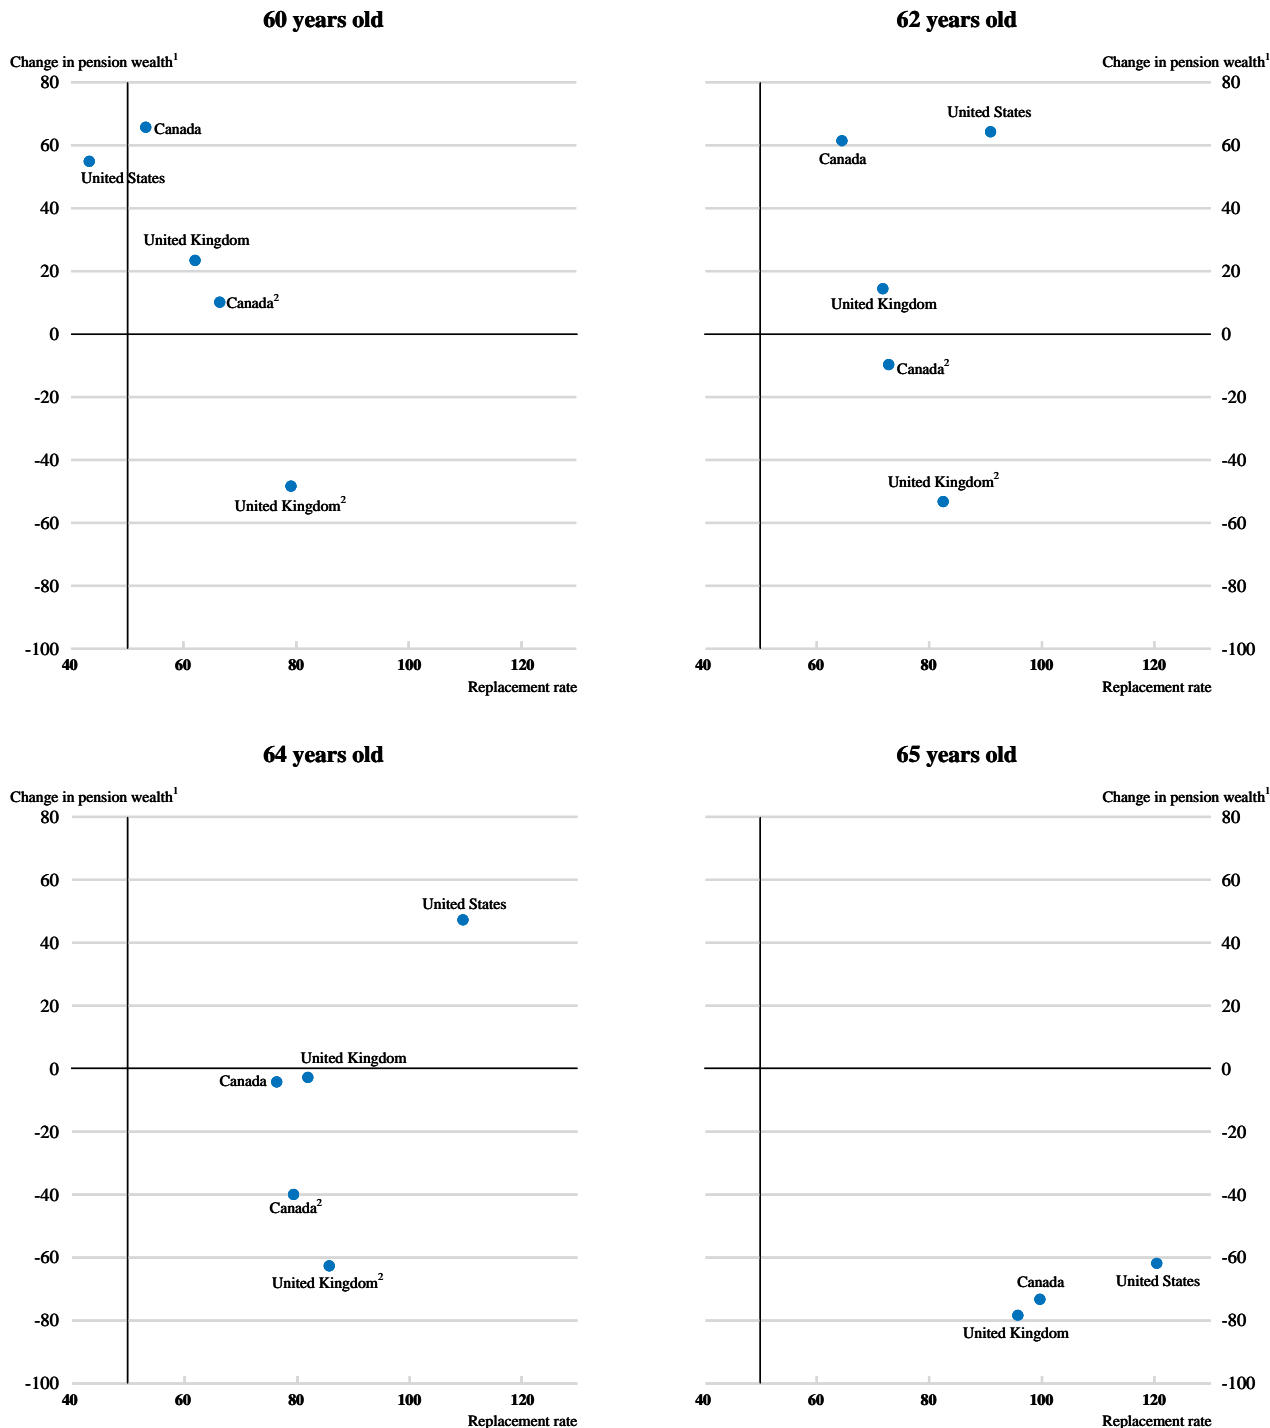 60 years old
Change in pension wealth¹
80
60
40
20
0
-20
-40
-60
-80
-100
Canada
United States
United Kingdom
Canada²
United Kingdom²
40 60 80 100 120
Replacement rate
62 years old
Change in pension wealth¹
80
60
40
20
0
-20
-40
-60
-80
-100
United States
Canada
United Kingdom
Canada²
United Kingdom²
40 60 80 100 120
Replacement rate
64 years old
Change in pension wealth¹
80
60
40
20
0
-20
-40
-60
-80
-100
United States
United Kingdom
Canada
Canada²
United Kingdom²
40 60 80 100 120
Replacement rate
65 years old
Change in pension wealth¹
80
60
40
20
0
-20
-40
-60
-80
-100
Canada
United States
United Kingdom
40 60 80 100 120
Replacement rate